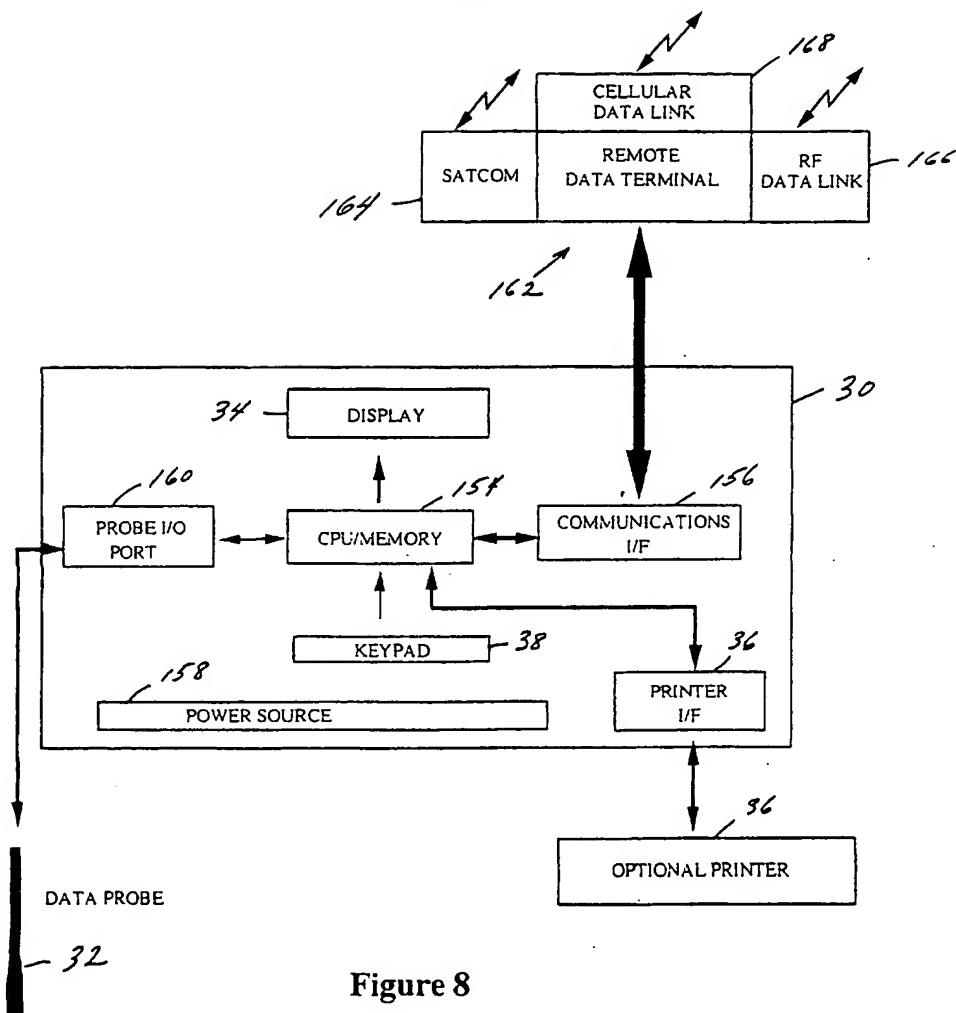 168
CELLULAR
DATA LINK
SATCOM
REMOTE
DATA TERMINAL
RF
DATA LINK
166
164
162
30
34
DISPLAY
160
154
156
PROBE I/O
PORT
CPU/MEMORY
COMMUNICATIONS
I/F
KEYPAD
38
158
36
POWER SOURCE
PRINTER
I/F
36
OPTIONAL PRINTER
DATA PROBE
32
Figure 8